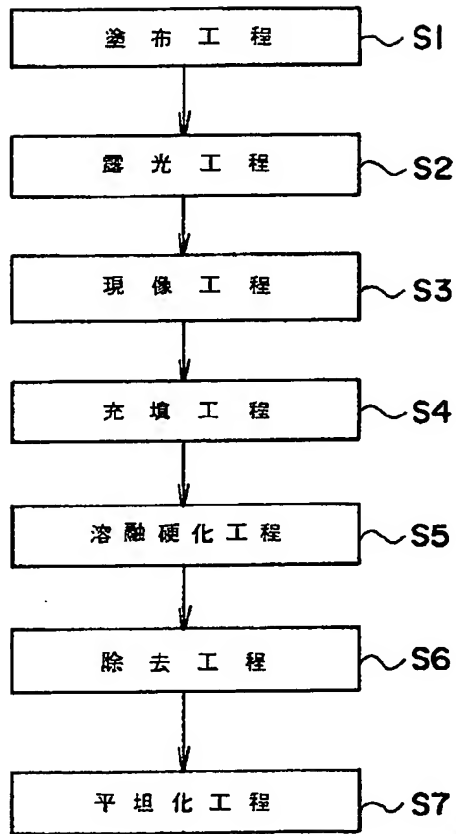 塗布工程 S1
露光工程 S2
現像工程 S3
充填工程 S4
溶融硬化工程 S5
除去工程 S6
平坦化工程 S7